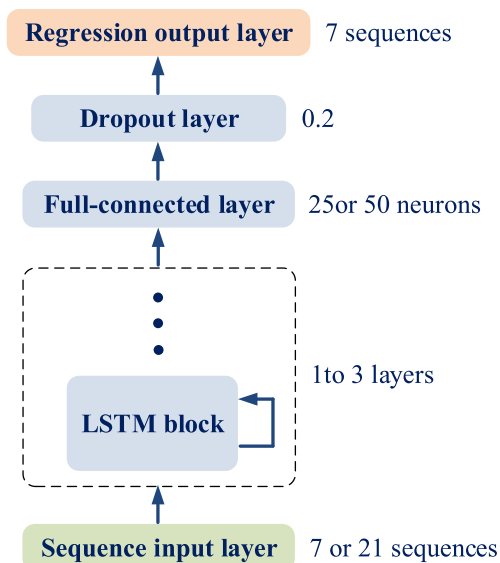 Regression output layer 7 sequences
Dropout layer 0.2
Full-connected layer 25or 50 neurons
1to 3 layers
LSTM block
Sequence input layer 7 or 21 sequences